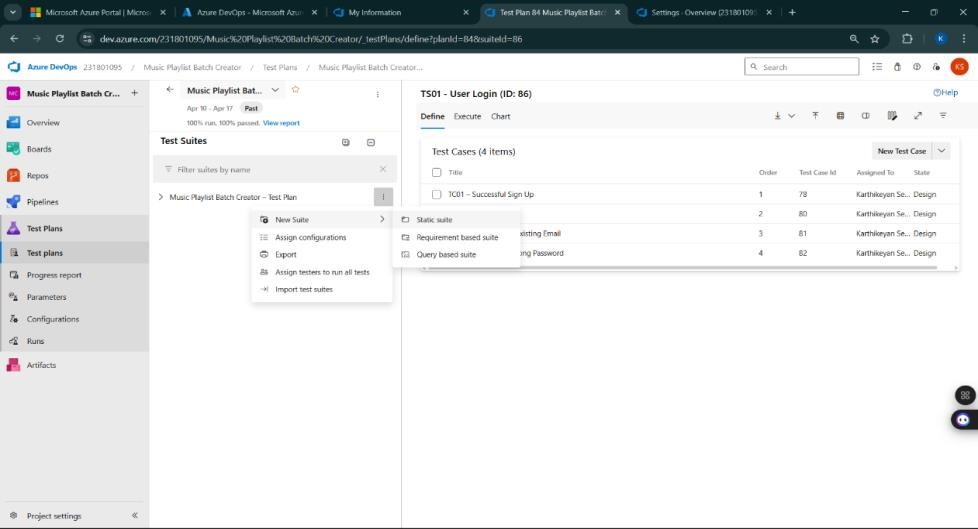 Microsoft Azure Portal | Micros
Azure DevOps - Microsoft Azur
My Information
Test Plan 84 Music Playlist Batch
Settings · Overview (231801095
dev.azure.com/231801095/Music%20Playlist%20Batch%20Creator/_testPlans/define?planId=84&suiteId=86
K
Azure DevOps 231801095 / Music Playlist Batch Creator / Test Plans / Music Playlist Batch Creator...
Search
KS
MC Music Playlist Batch Cr... +
Overview
Boards
Repos
Pipelines
Test Plans
Test plans
Progress report
Parameters
Configurations
Runs
Artifacts
Project settings
Music Playlist Bat...
Apr 10 - Apr 17 Past
100% run. 100% passed. View report
Test Suites
Filter suites by name
Music Playlist Batch Creator – Test Plan
New Suite
Assign configurations
Export
Assign testers to run all tests
Import test suites
Static suite
Requirement based suite
Query based suite
TS01 - User Login (ID: 86)
Help
Define Execute Chart
Test Cases (4 items)
New Test Case
Title Order Test Case Id Assigned To State
TC01 – Successful Sign Up 1 78 Karthikeyan Se... Design
2 80 Karthikeyan Se... Design
xisting Email 3 81 Karthikeyan Se... Design
ong Password 4 82 Karthikeyan Se... Design